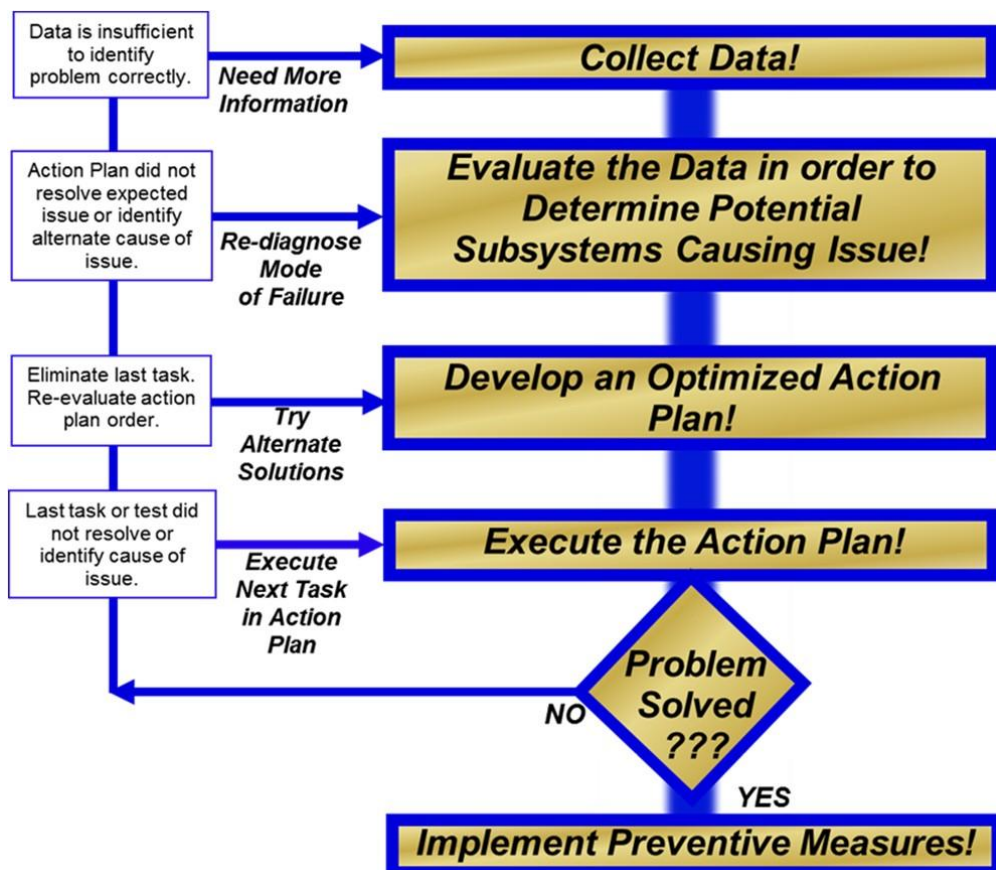 Data is insufficient
to identify
problem correctly.
Need More
Information
Collect Data!
Action Plan did not
resolve expected
issue or identify
alternate cause of
issue.
Re-diagnose
Mode
of Failure
Evaluate the Data in order to
Determine Potential
Subsystems Causing Issue!
Eliminate last task.
Re-evaluate action
plan order.
Try
Alternate
Solutions
Develop an Optimized Action
Plan!
Last task or test did
not resolve or
identify cause of
issue.
Execute
Next Task
in Action
Plan
Execute the Action Plan!
Problem
Solved
???
NO
YES
Implement Preventive Measures!